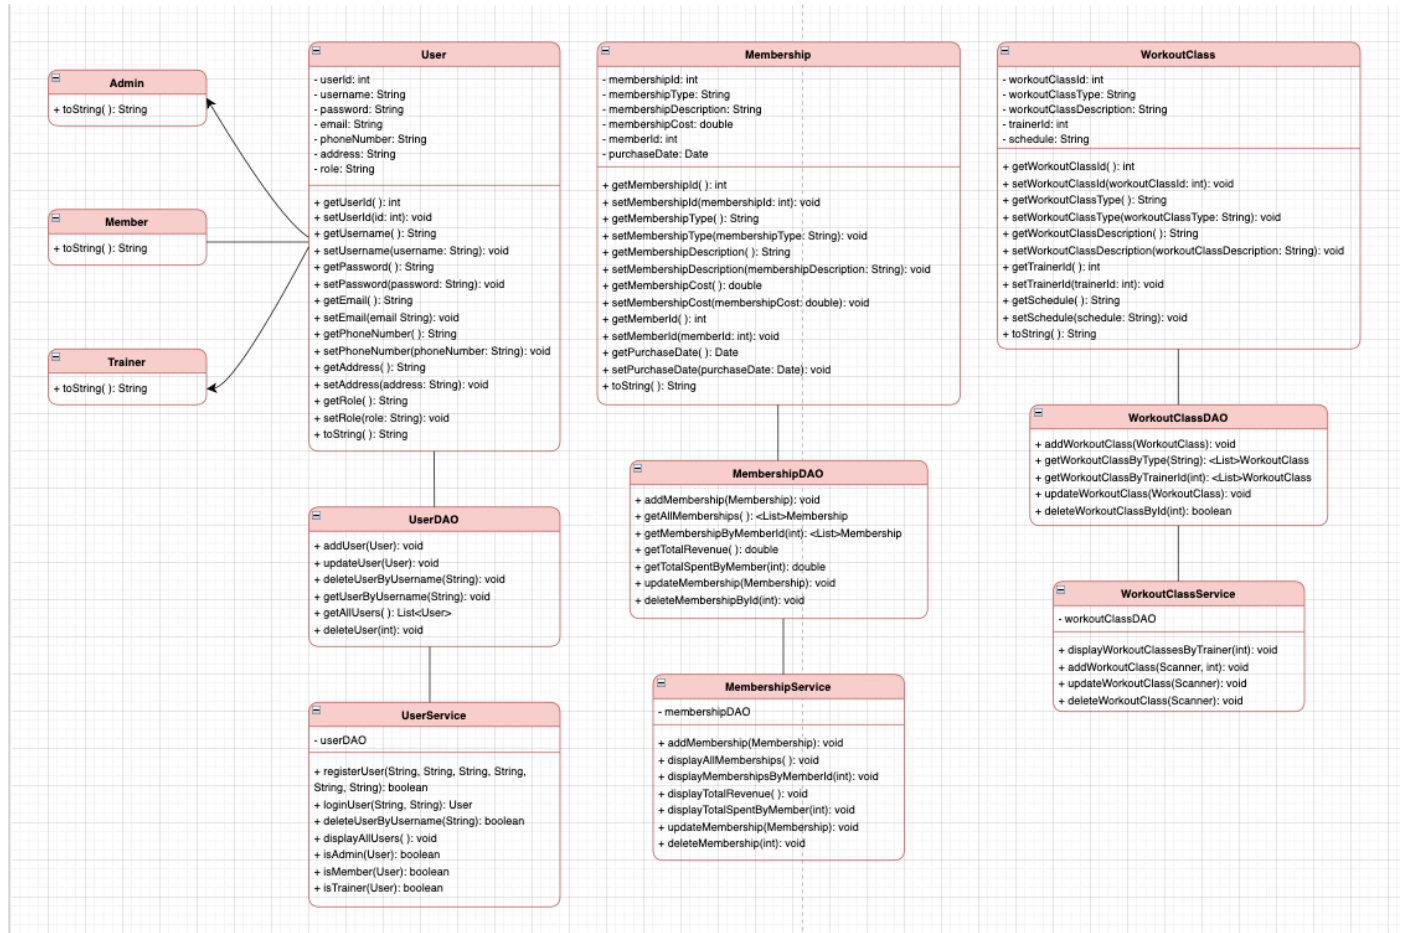 Admin
+ toString( ): String
Member
+ toString( ): String
Trainer
+ toString( ): String
User
- userId: int
- username: String
- password: String
- email: String
- phoneNumber: String
- address: String
- role: String
+ getUserId( ): int
+ setUserId(id: int): void
+ getUsername( ): String
+ setUsername(username: String): void
+ getPassword( ): String
+ setPassword(password: String): void
+ getEmail( ): String
+ setEmail(email String): void
+ getPhoneNumber( ): String
+ setPhoneNumber(phoneNumber: String): void
+ getAddress( ): String
+ setAddress(address: String): void
+ getRole( ): String
+ setRole(role: String): void
+ toString( ): String
UserDAO
+ addUser(User): void
+ updateUser(User): void
+ deleteUserByUsername(String): void
+ getUserByUsername(String): void
+ getAllUsers( ): List<User>
+ deleteUser(int): void
UserService
- userDAO
+ registerUser(String, String, String, String,
String, String): boolean
+ loginUser(String, String): User
+ deleteUserByUsername(String): boolean
+ displayAllUsers( ): void
+ isAdmin(User): boolean
+ isMember(User): boolean
+ isTrainer(User): boolean
Membership
- membershipId: int
- membershipType: String
- membershipDescription: String
- membershipCost: double
- memberId: int
- purchaseDate: Date
+ getMembershipId( ): int
+ setMembershipId(membershipId: int): void
+ getMembershipType( ): String
+ setMembershipType(membershipType: String): void
+ getMembershipDescription( ): String
+ setMembershipDescription(membershipDescription: String): void
+ getMembershipCost( ): double
+ setMembershipCost(membershipCost: double): void
+ getMemberId( ): int
+ setMemberId(memberId: int): void
+ getPurchaseDate( ): Date
+ setPurchaseDate(purchaseDate: Date): void
+ toString( ): String
MembershipDAO
+ addMembership(Membership): void
+ getAllMemberships( ): <List>Membership
+ getMembershipByMemberId(int): <List>Membership
+ getTotalRevenue( ): double
+ getTotalSpentByMember(int): double
+ updateMembership(Membership): void
+ deleteMembershipById(int): void
MembershipService
- membershipDAO
+ addMembership(Membership): void
+ displayAllMemberships( ): void
+ displayMembershipsByMemberId(int): void
+ displayTotalRevenue( ): void
+ displayTotalSpentByMember(int): void
+ updateMembership(Membership): void
+ deleteMembership(int): void
WorkoutClass
- workoutClassId: int
- workoutClassType: String
- workoutClassDescription: String
- trainerId: int
- schedule: String
+ getWorkoutClassId( ): int
+ setWorkoutClassId(workoutClassId: int): void
+ getWorkoutClassType( ): String
+ setWorkoutClassType(workoutClassType: String): void
+ getWorkoutClassDescription( ): String
+ setWorkoutClassDescription(workoutClassDescription: String): void
+ getTrainerId( ): int
+ setTrainerId(trainerId: int): void
+ getSchedule( ): String
+ setSchedule(schedule: String): void
+ toString( ): String
WorkoutClassDAO
+ addWorkoutClass(WorkoutClass): void
+ getWorkoutClassByType(String): <List>WorkoutClass
+ getWorkoutClassByTrainerId(int): <List>WorkoutClass
+ updateWorkoutClass(WorkoutClass): void
+ deleteWorkoutClassById(int): boolean
WorkoutClassService
- workoutClassDAO
+ displayWorkoutClassesByTrainer(int): void
+ addWorkoutClass(Scanner, int): void
+ updateWorkoutClass(Scanner): void
+ deleteWorkoutClass(Scanner): void